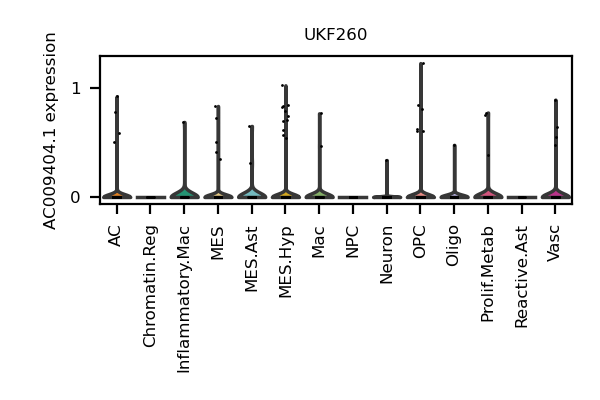 UKF260
AC009404.1 expression
1
0
AC
Chromatin.Reg
Inflammatory.Mac
MES
MES.Ast
MES.Hyp
Mac
NPC
Neuron
OPC
Oligo
Prolif.Metab
Reactive.Ast
Vasc